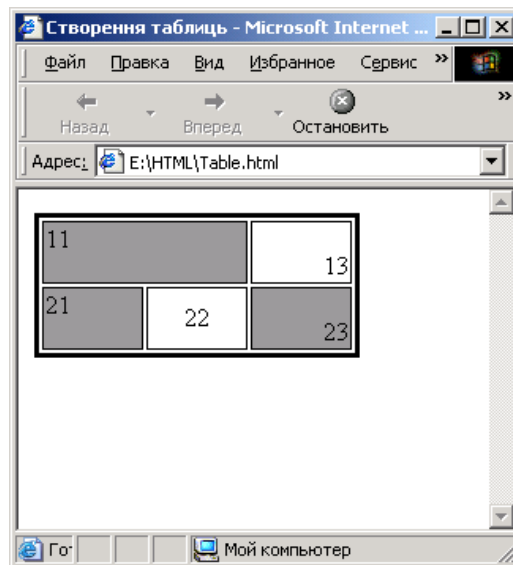 Створення таблиць - Microsoft Internet ...
Файл Правка Вид Избранное Сервис »
Назад Вперед Остановить »
Адрес: E:\HTML\Table.html
11
13
21 22
23
Гот Мой компьютер